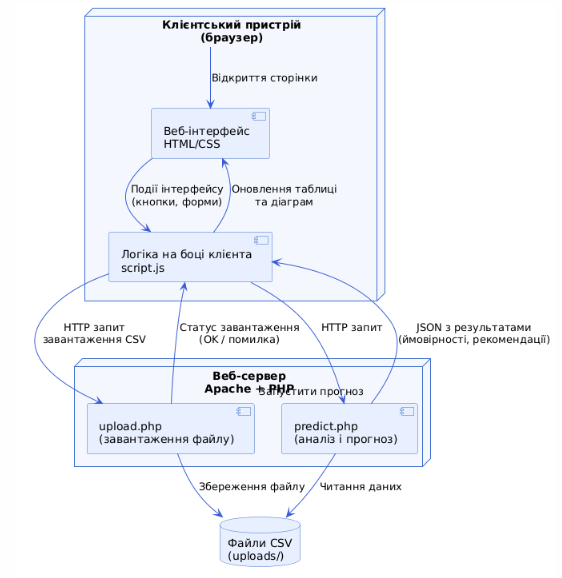 Клієнтський пристрій
(браузер)
Відкриття сторінки
Веб-інтерфейс
HTML/CSS
Події інтерфейсу
(кнопки, форми)
Оновлення таблиці
та діаграм
Логіка на боці клієнта
script.js
HTTP запит
завантаження CSV
Статус завантаження
(OK / помилка)
HTTP запит
JSON з результатами
(ймовірності, рекомендації)
Веб-сервер
Apache + PHP
Запустити прогноз
upload.php
(завантаження файлу)
predict.php
(аналіз і прогноз)
Збереження файлу
Читання даних
Файли CSV
(uploads/)